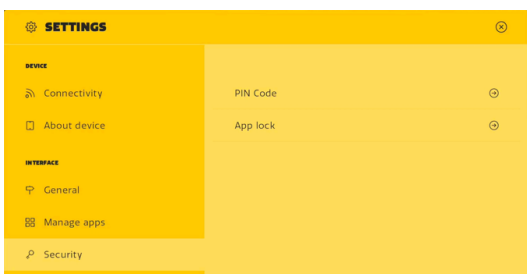 SETTINGS
DEVICE
Connectivity
About device
INTERFACE
General
Manage apps
Security
PIN Code
App lock